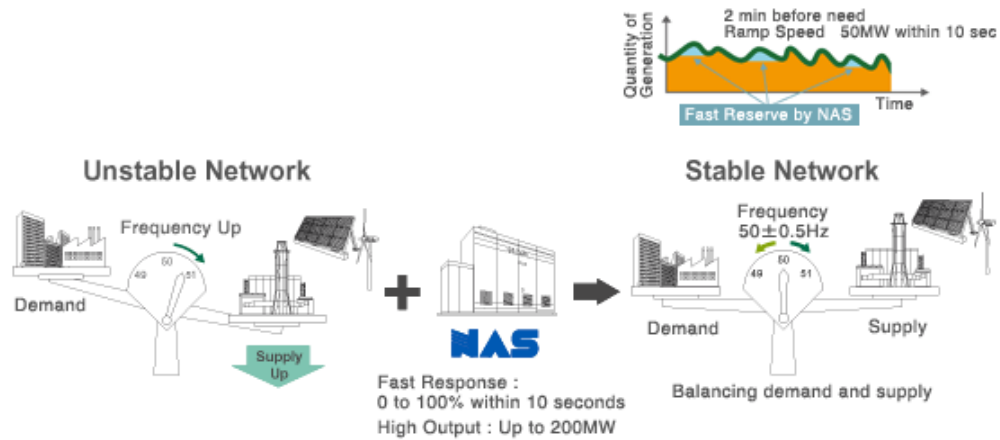 2 min before need
Ramp Speed 50MW within 10 sec
Quantity of
Generation
Time
Fast Reserve by NAS
Unstable Network
Stable Network
Frequency Up
49
50
51
Demand
Supply
Up
NAS
Fast Response :
0 to 100% within 10 seconds
High Output : Up to 200MW
Frequency
50±0.5Hz
49
50
51
Demand
Supply
Balancing demand and supply